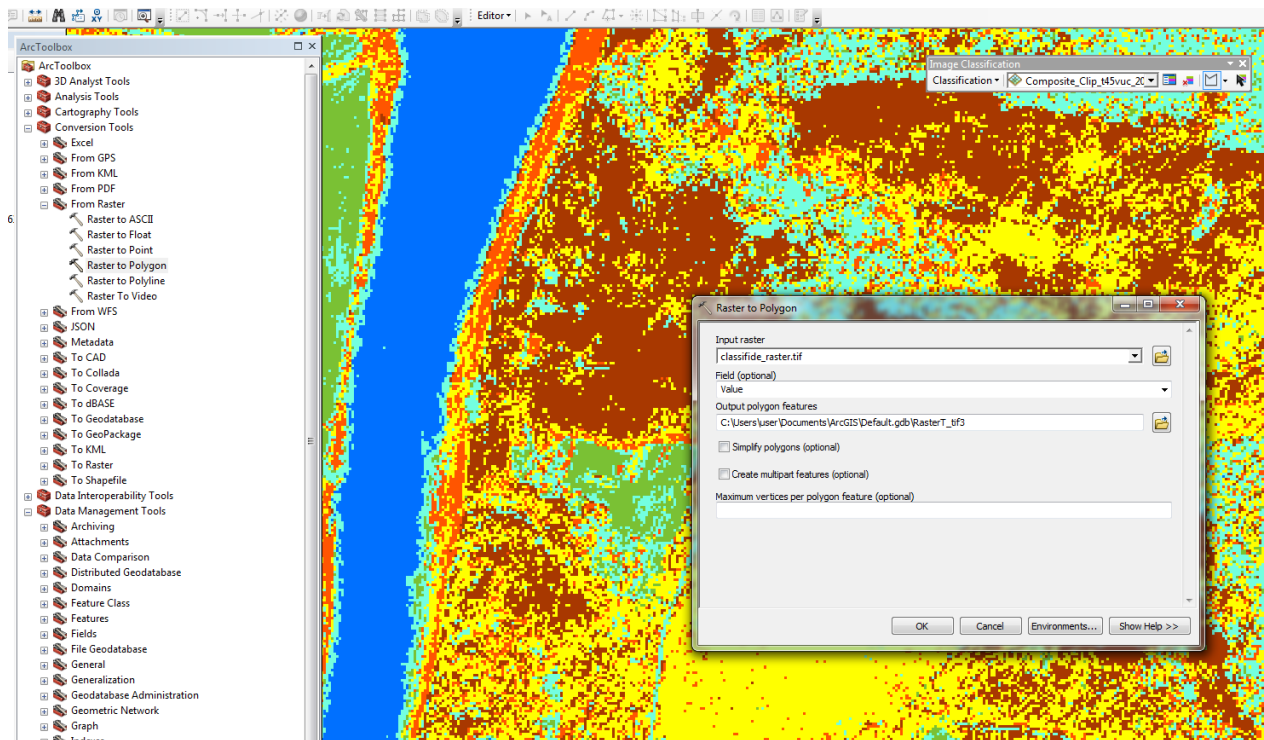 Editor
ArcToolbox
ArcToolbox
3D Analyst Tools
Analysis Tools
Cartography Tools
Conversion Tools
Excel
From GPS
From KML
From PDF
From Raster
Raster to ASCII
Raster to Float
Raster to Point
Raster to Polygon
Raster to Polyline
Raster To Video
From WFS
JSON
Metadata
To CAD
To Collada
To Coverage
To dBASE
To Geodatabase
To GeoPackage
To KML
To Raster
To Shapefile
Data Interoperability Tools
Data Management Tools
Archiving
Attachments
Data Comparison
Distributed Geodatabase
Domains
Feature Class
Features
Fields
File Geodatabase
General
Generalization
Geodatabase Administration
Geometric Network
Graph
6.
Image Classification
Classification Composite_Clip_t45vuc_20
Raster to Polygon
Input raster
classifide_raster.tif
Field (optional)
Value
Output polygon features
C:\Users\user\Documents\ArcGIS\Default.gdb\RasterT_tif3
Simplify polygons (optional)
Create multipart features (optional)
Maximum vertices per polygon feature (optional)
OK Cancel Environments... Show Help >>